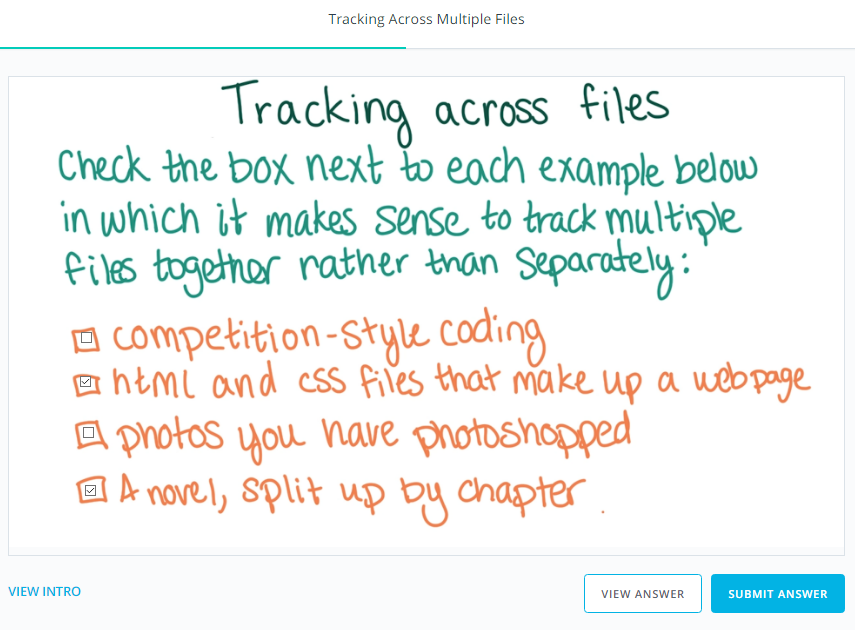 Tracking Across Multiple Files
Tracking across files
Check the box next to each example below
in which it makes sense to track multiple
files together rather than separately:
competition-style coding
html and css files that make up a webpage
photos you have photoshopped
A novel, split up by chapter.
VIEW INTRO
VIEW ANSWER
SUBMIT ANSWER